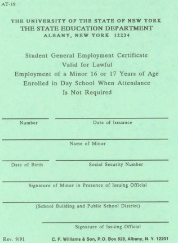 AT-19
THE UNIVERSITY OF THE STATE OF NEW YORK
THE STATE EDUCATION DEPARTMENT
ALBANY, NEW YORK 12234
Student General Employment Certificate
Valid for Lawful
Employment of a Minor 16 or 17 Years of Age
Enrolled in Day School When Attendance
Is Not Required
Number Date of Issuance
Name of Minor
Date of Birth Social Security Number
Signature of Minor in Presence of Issuing Official
(School Building and Public School District)
Signature of Issuing Official
Rev. 9/91 C. F. Williams & Son, P.O. Box 929, Albany, N. Y. 12201